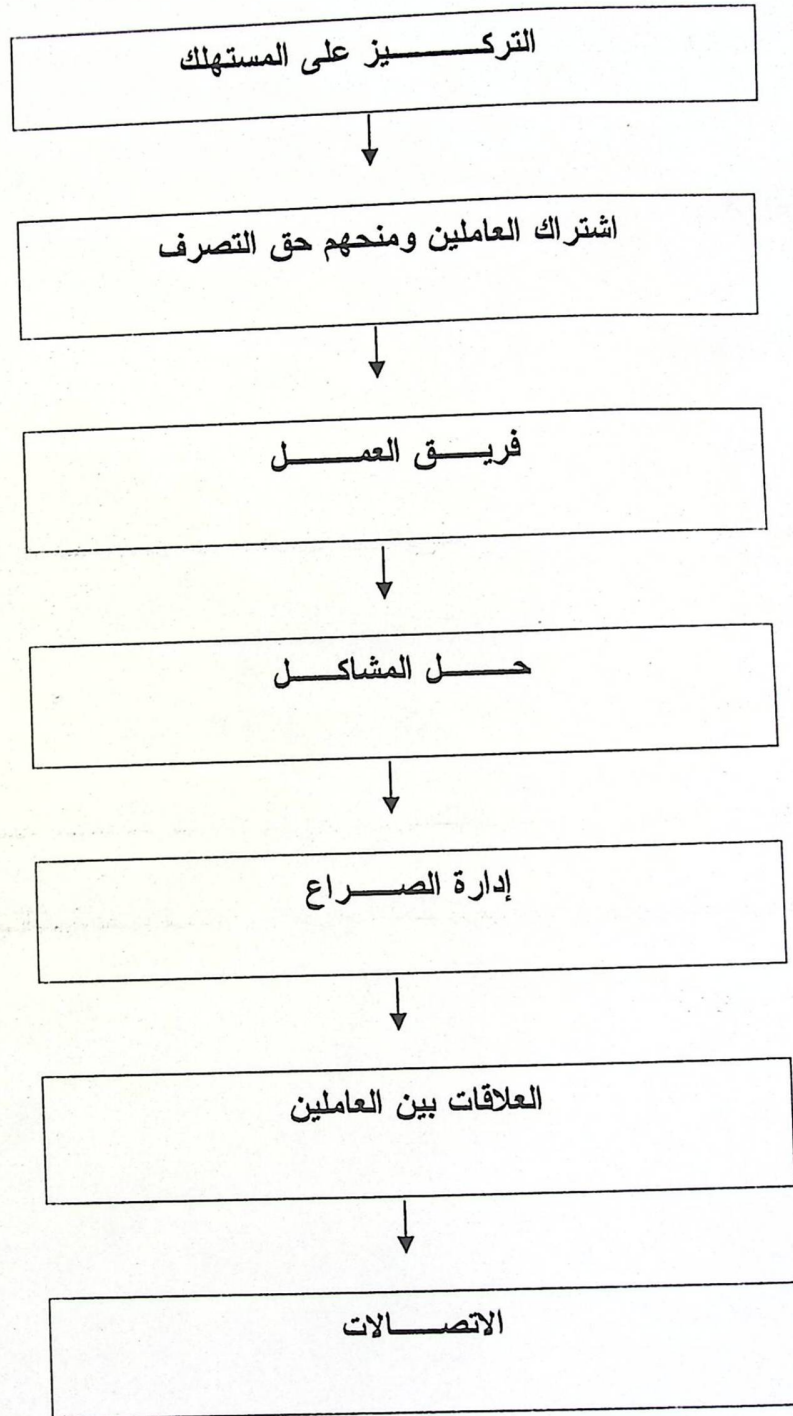 التركيز على المستهلك
اشتراك العاملين ومنحهم حق التصرف
فريق العمل
حل المشاكل
إدارة الصراع
العلاقات بين العاملين
الاتصالات